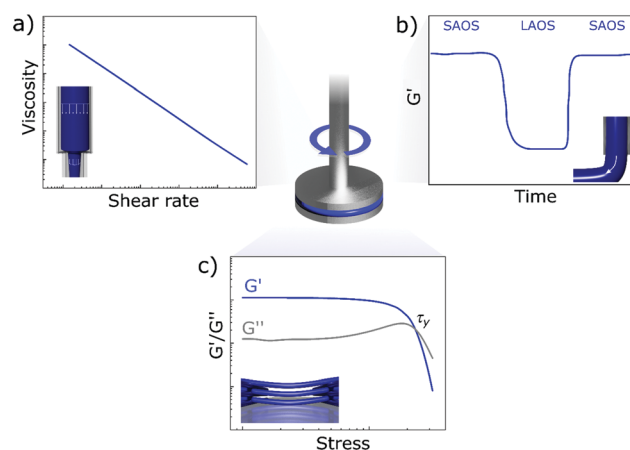 a)
Viscosity
Shear rate
b)
SAOS LAOS SAOS
G'
Time
c)
G'
G''
τy
G'/G''
Stress